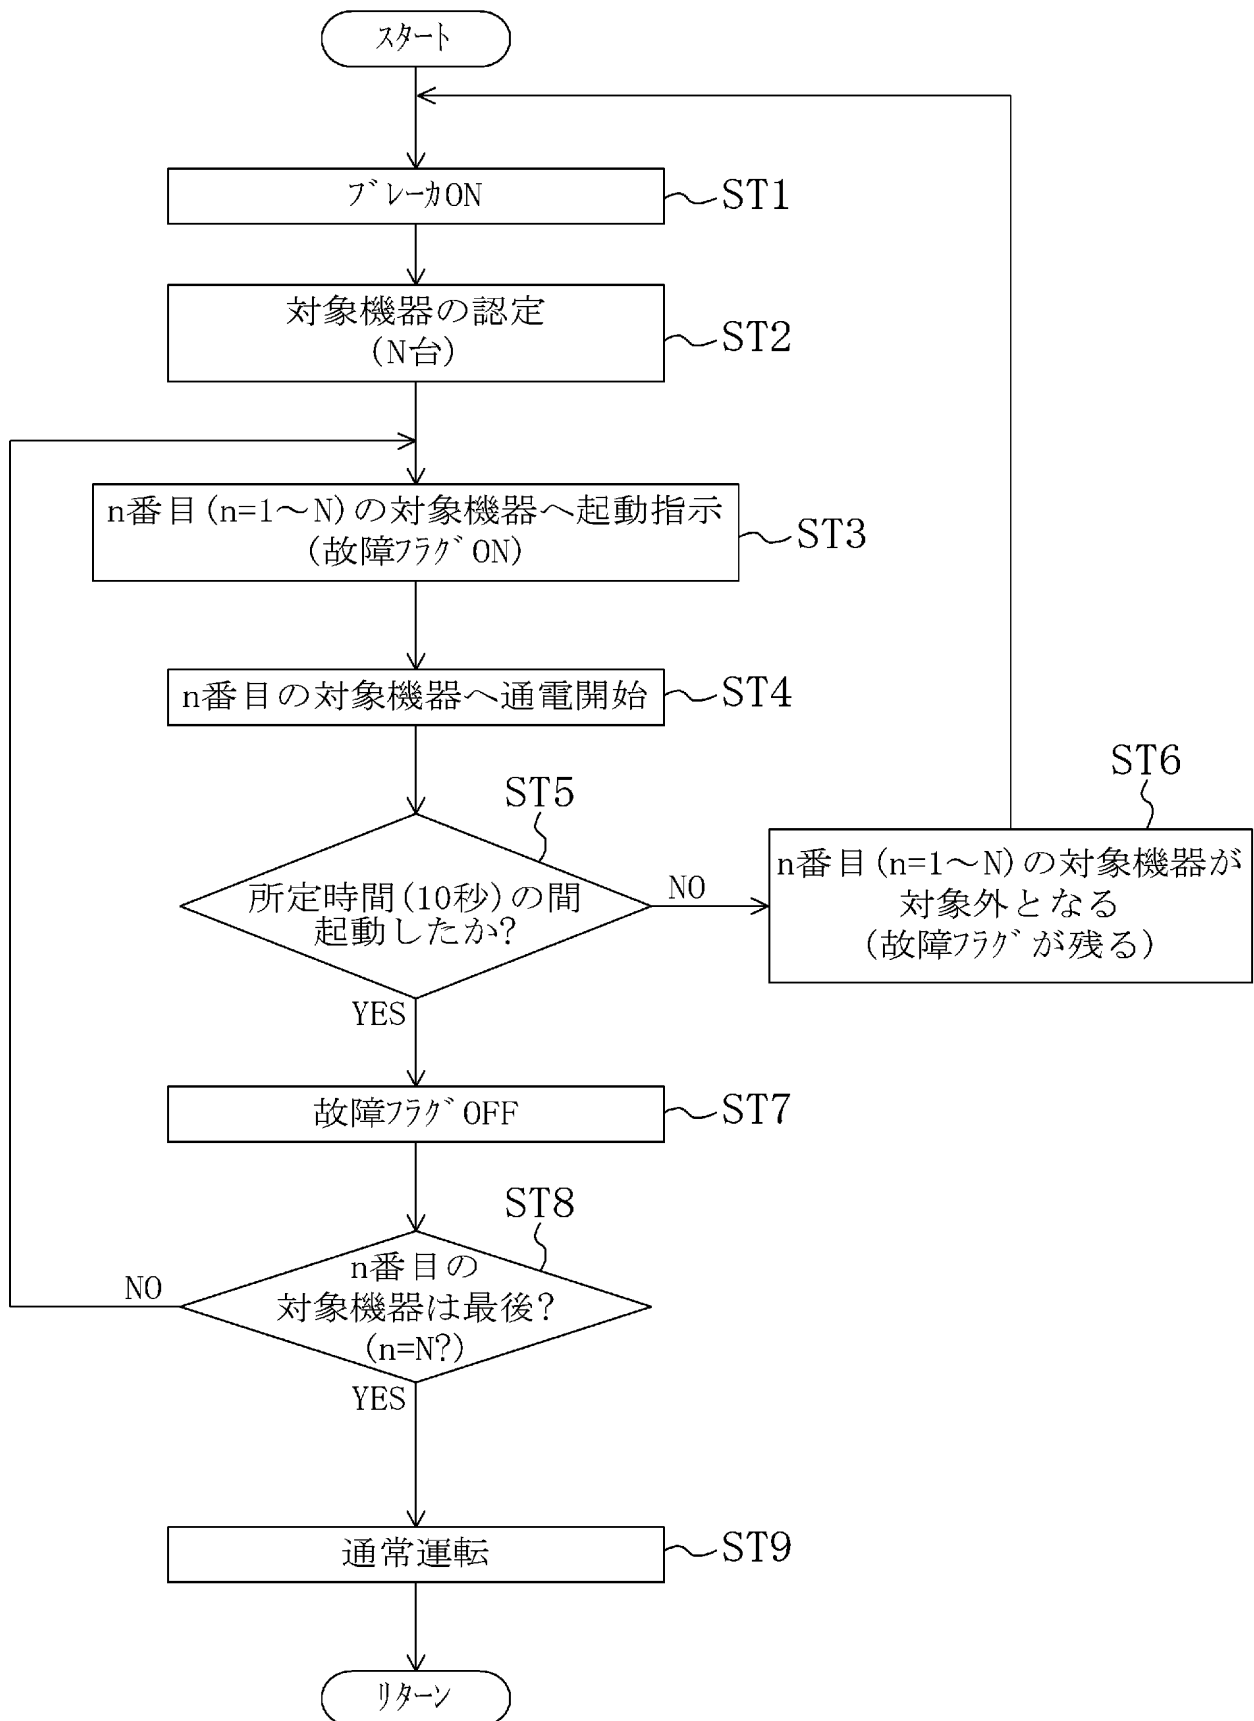 スタート
ブレーカON
ST1
対象機器の認定
(N台)
ST2
n番目(n=1～N)の対象機器へ起動指示
(故障フラグON)
ST3
n番目の対象機器へ通電開始
ST4
ST5
所定時間(10秒)の間
起動したか?
NO
YES
ST6
n番目(n=1～N)の対象機器が
対象外となる
(故障フラグが残る)
故障フラグOFF
ST7
ST8
n番目の
対象機器は最後?
(n=N?)
NO
YES
通常運転
ST9
リターン